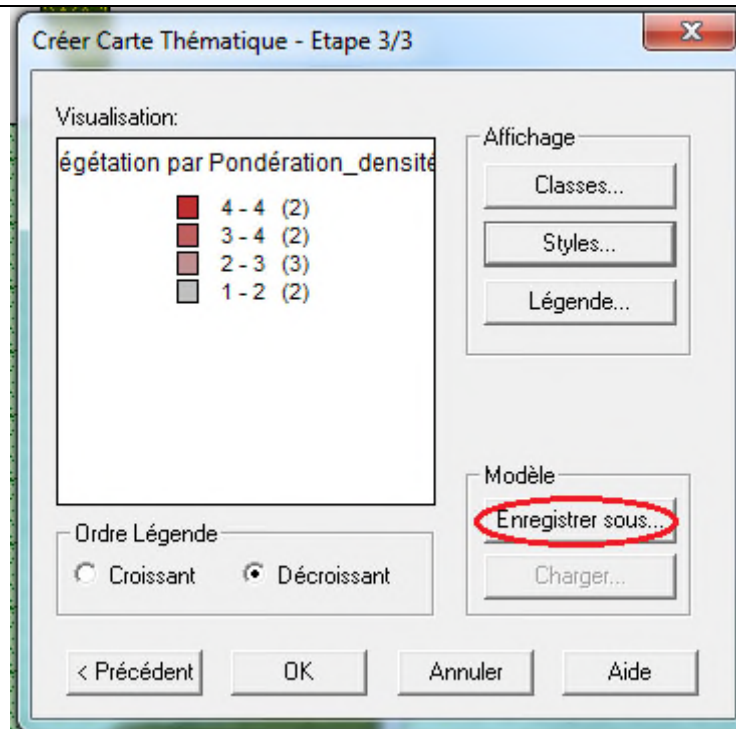 Créer Carte Thématique - Etape 3/3
Visualisation:
égétation par Pondération_densité
4 - 4 (2)
3 - 4 (2)
2 - 3 (3)
1 - 2 (2)
Affichage
Classes...
Styles...
Légende...
Ordre Légende
Croissant
Décroissant
Modèle
Enregistrer sous...
Charger...
< Précédent
OK
Annuler
Aide